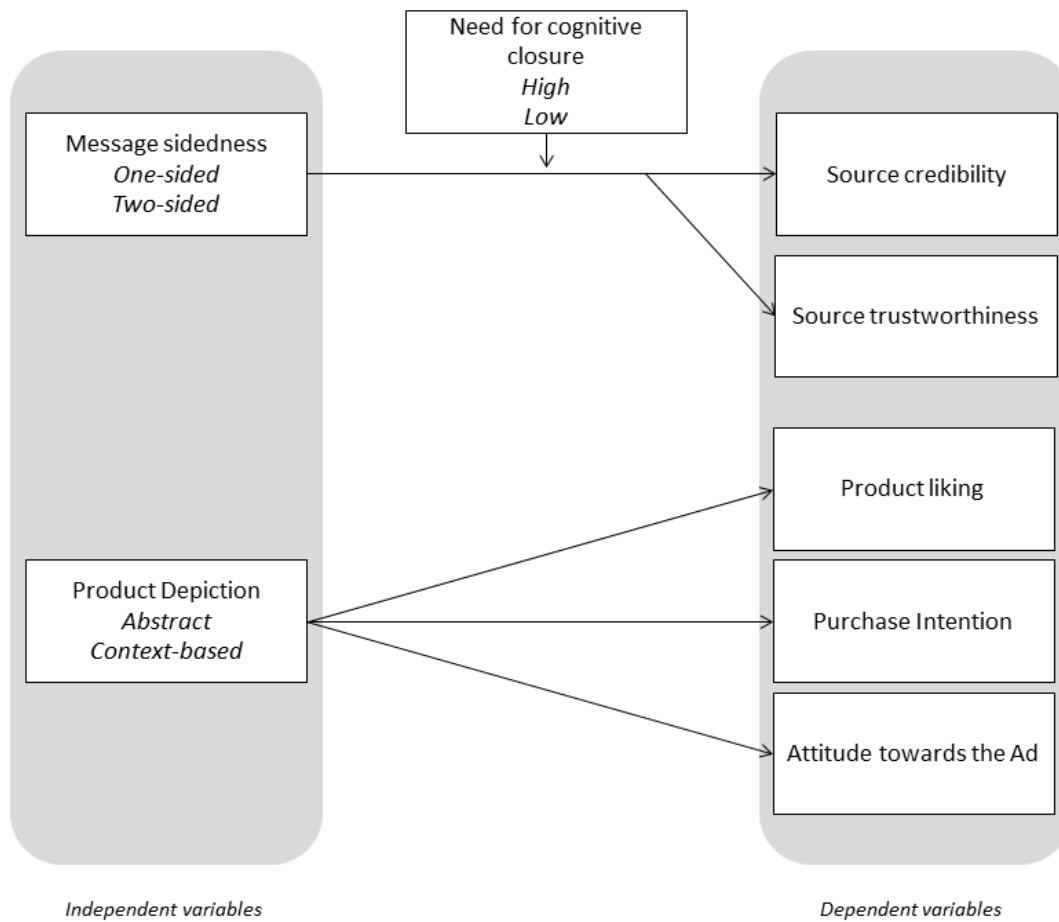 Need for cognitive
closure
High
Low
Message sidedness
One-sided
Two-sided
Source credibility
Source trustworthiness
Product liking
Product Depiction
Abstract
Context-based
Purchase Intention
Attitude towards the Ad
Independent variables
Dependent variables